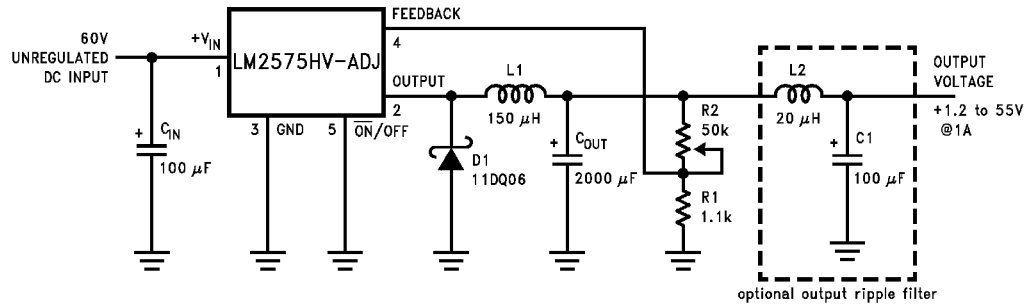 FEEDBACK
60V
UNREGULATED
DC INPUT
+VIN
1
LM2575HV-ADJ
4
OUTPUT
2
3 GND
5 ON/OFF
+ CIN
100 μF
D1
11DQ06
L1
150 μH
+ COUT
2000 μF
R2
50k
R1
1.1k
L2
20 μH
+ C1
100 μF
OUTPUT
VOLTAGE
+1.2 to 55V
@1A
optional output ripple filter